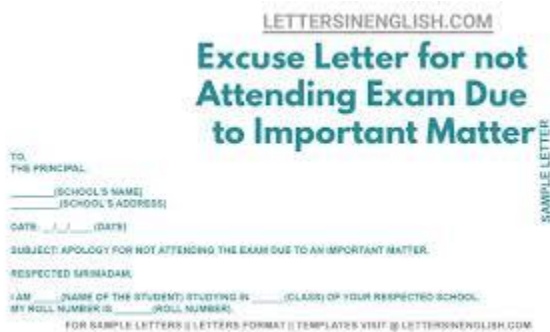 LETTERSINENGLISH.COM
Excuse Letter for not
Attending Exam Due
to Important Matter
SAMPLE LETTER
TO,
THE PRINCIPAL,
________(SCHOOL'S NAME)
________(SCHOOL'S ADDRESS)
DATE: __/__/____ (DATE)
SUBJECT: APOLOGY FOR NOT ATTENDING THE EXAM DUE TO AN IMPORTANT MATTER.
RESPECTED SIR/MADAM,
I AM _____ (NAME OF THE STUDENT) STUDYING IN ______ (CLASS) OF YOUR RESPECTED SCHOOL.
MY ROLL NUMBER IS _______ (ROLL NUMBER).
FOR SAMPLE LETTERS || LETTERS FORMAT || TEMPLATES VISIT @ LETTERSINENGLISH.COM